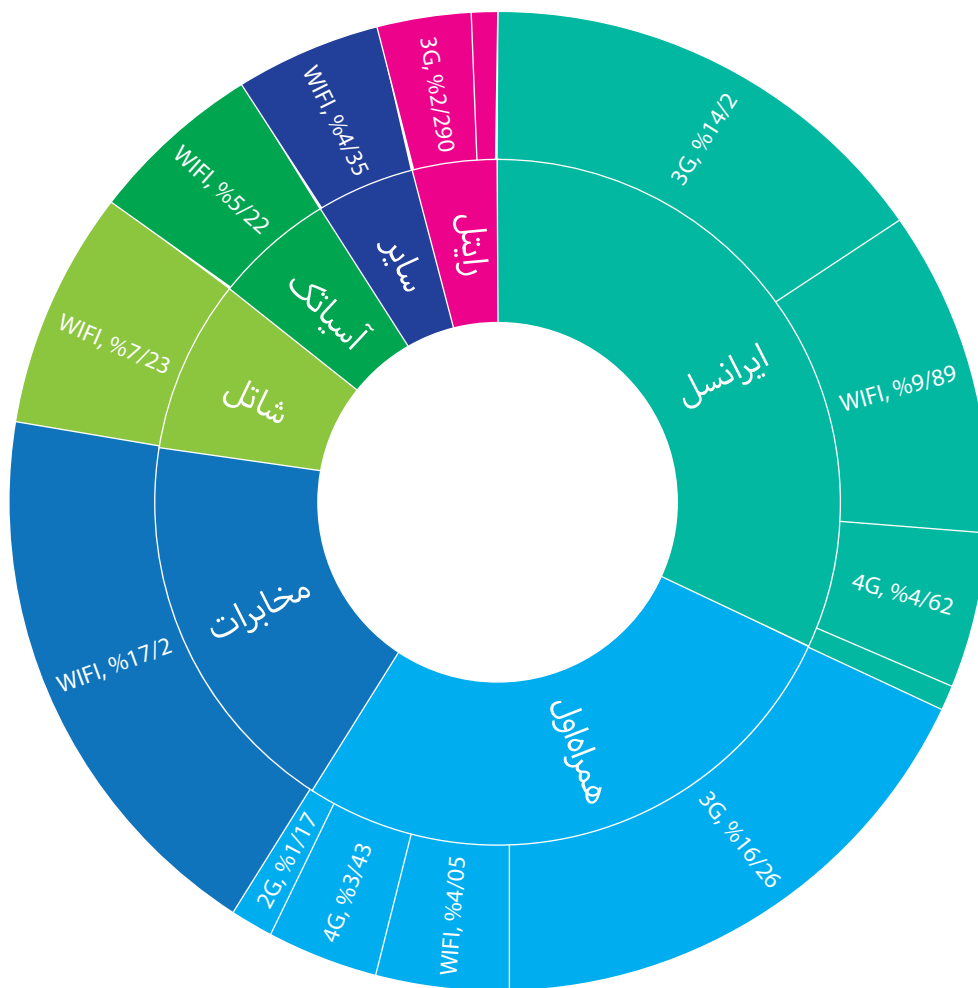 ایرانسل
3G, %14/2
WIFI, %9/89
4G, %4/62
همراه‌اول
3G, %16/26
WIFI, %4/05
4G, %3/43
2G, %1/17
مخابرات
WIFI, %17/2
شاتل
WIFI, %7/23
آسیاتک
WIFI, %5/22
سایر
WIFI, %4/35
رایتل
3G, %2/290